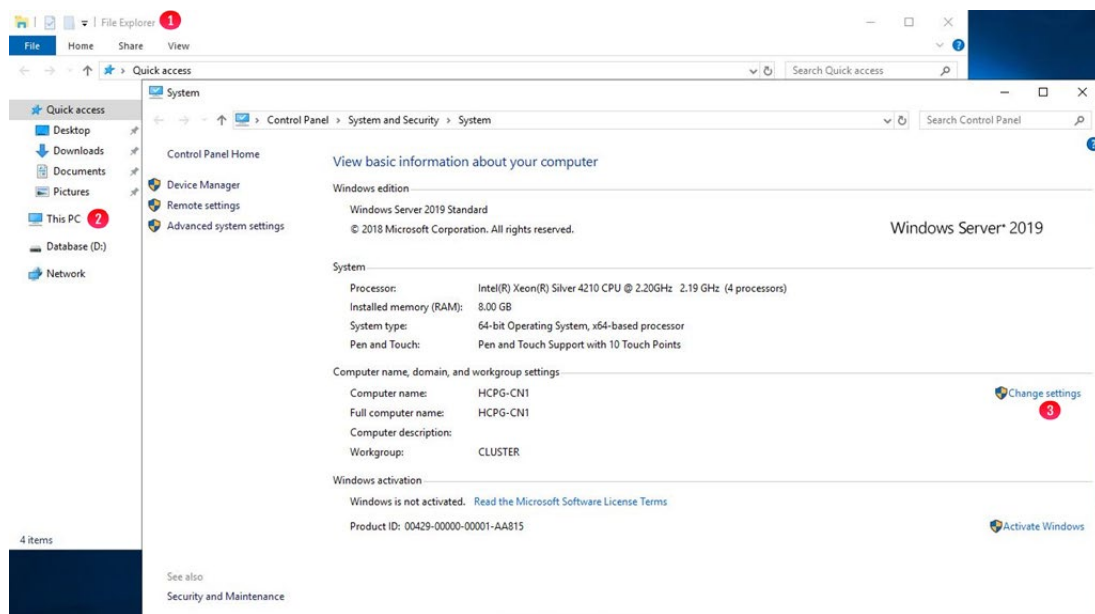 File Explorer 1
File Home Share View
Quick access Search Quick access
System
Control Panel System and Security System Search Control Panel
Quick access
Desktop
Downloads
Documents
Pictures
This PC 2
Database (D:)
Network
4 items
Control Panel Home
Device Manager
Remote settings
Advanced system settings
See also
Security and Maintenance
View basic information about your computer
Windows edition
Windows Server 2019 Standard
© 2018 Microsoft Corporation. All rights reserved.
Windows Server 2019
System
Processor: Intel(R) Xeon(R) Silver 4210 CPU @ 2.20GHz 2.19 GHz (4 processors)
Installed memory (RAM): 8.00 GB
System type: 64-bit Operating System, x64-based processor
Pen and Touch: Pen and Touch Support with 10 Touch Points
Computer name, domain, and workgroup settings
Computer name: HCPG-CN1 Change settings
Full computer name: HCPG-CN1 3
Computer description:
Workgroup: CLUSTER
Windows activation
Windows is not activated. Read the Microsoft Software License Terms
Product ID: 00429-00000-00001-AA815 Activate Windows